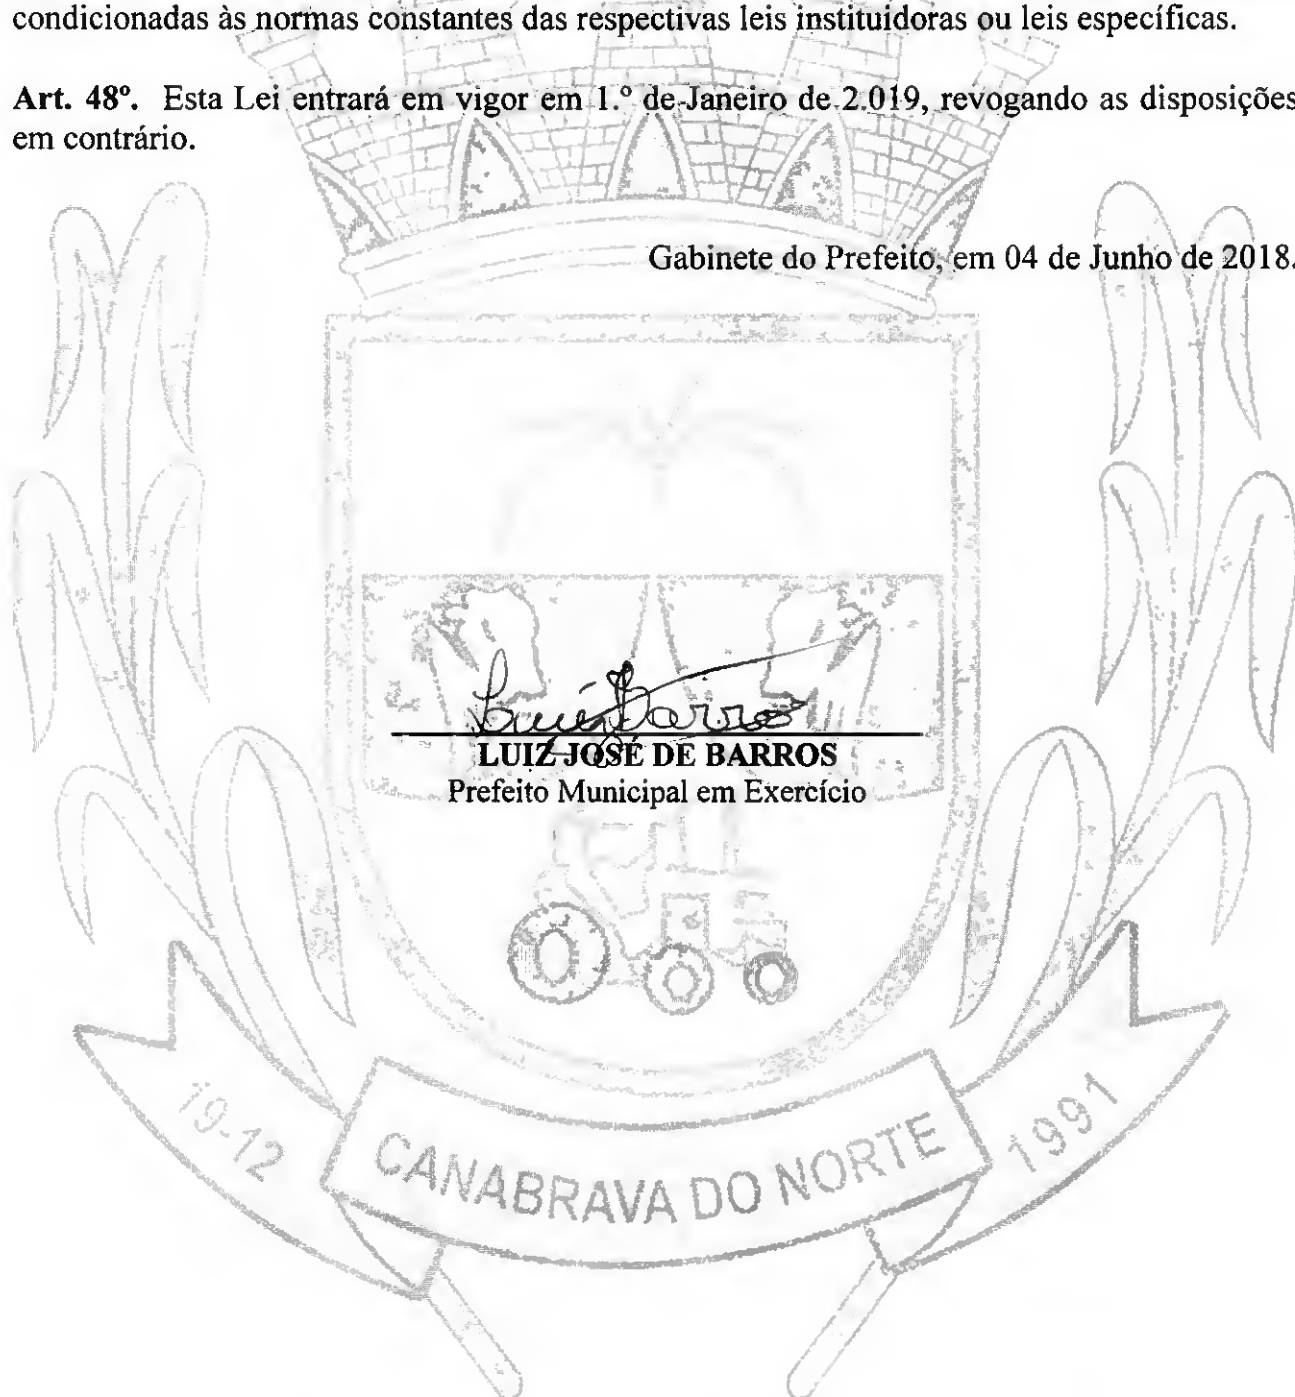 condicionadas às normas constantes das respectivas leis instituidoras ou leis específicas.
Art. 48º. Esta Lei entrará em vigor em 1.º de Janeiro de 2.019, revogando as disposições
em contrário.
Gabinete do Prefeito, em 04 de Junho de 2018.
Luiz Barros
LUIZ JOSÉ DE BARROS
Prefeito Municipal em Exercício
19-12 CANABRAVA DO NORTE 1991